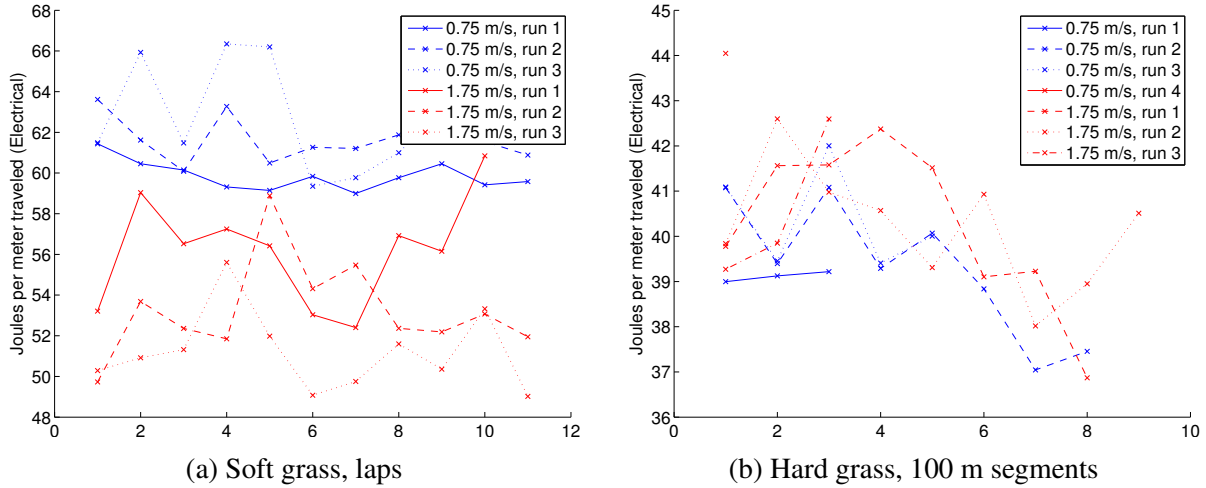 68
66
64
62
60
58
56
54
52
50
48
Joules per meter traveled (Electrical)
0 2 4 6 8 10 12
0.75 m/s, run 1
0.75 m/s, run 2
0.75 m/s, run 3
1.75 m/s, run 1
1.75 m/s, run 2
1.75 m/s, run 3
(a) Soft grass, laps
45
44
43
42
41
40
39
38
37
36
Joules per meter traveled (Electrical)
0 2 4 6 8 10
0.75 m/s, run 1
0.75 m/s, run 2
0.75 m/s, run 3
0.75 m/s, run 4
1.75 m/s, run 1
1.75 m/s, run 2
1.75 m/s, run 3
(b) Hard grass, 100 m segments